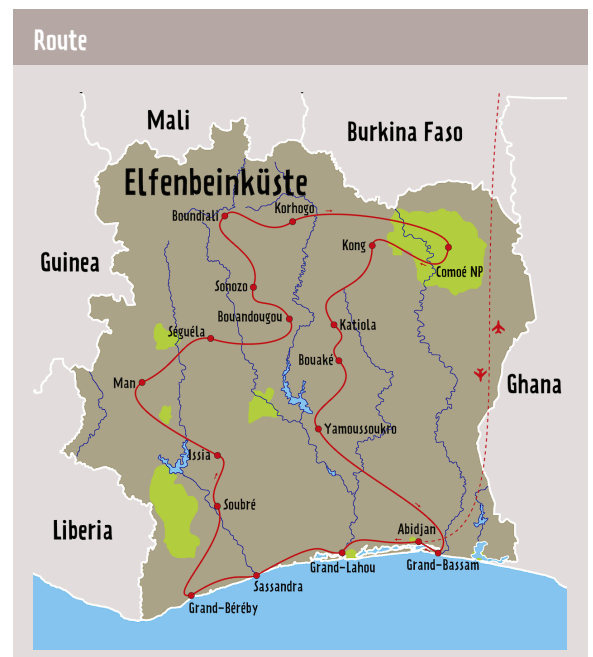 Route
Mali
Burkina Faso
Elfenbeinküste
Korhogo
Boundiali
Kong
Guinea
Comoé NP
Sonozo
Bouandougou
Katiola
Séguéla
Bouaké
Man
Ghana
Yamoussoukro
Issia
Soubré
Liberia
Abidjan
Grand-Lahou
Grand-Bassam
Sassandra
Grand-Béréby